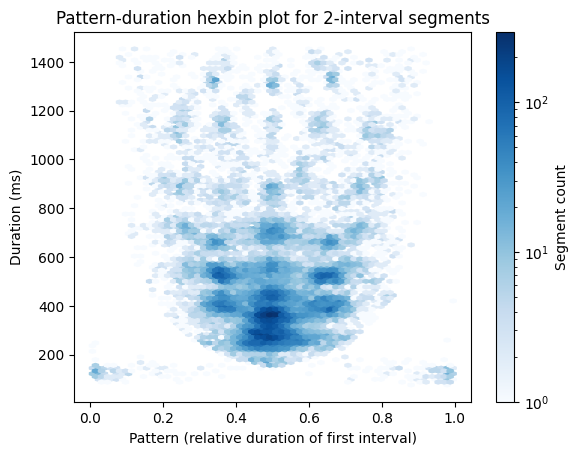 Pattern-duration hexbin plot for 2-interval segments
1400
1200
1000
800
600
400
200
Duration (ms)
0.0 0.2 0.4 0.6 0.8 1.0
Pattern (relative duration of first interval)
10²
10¹
10⁰
Segment count